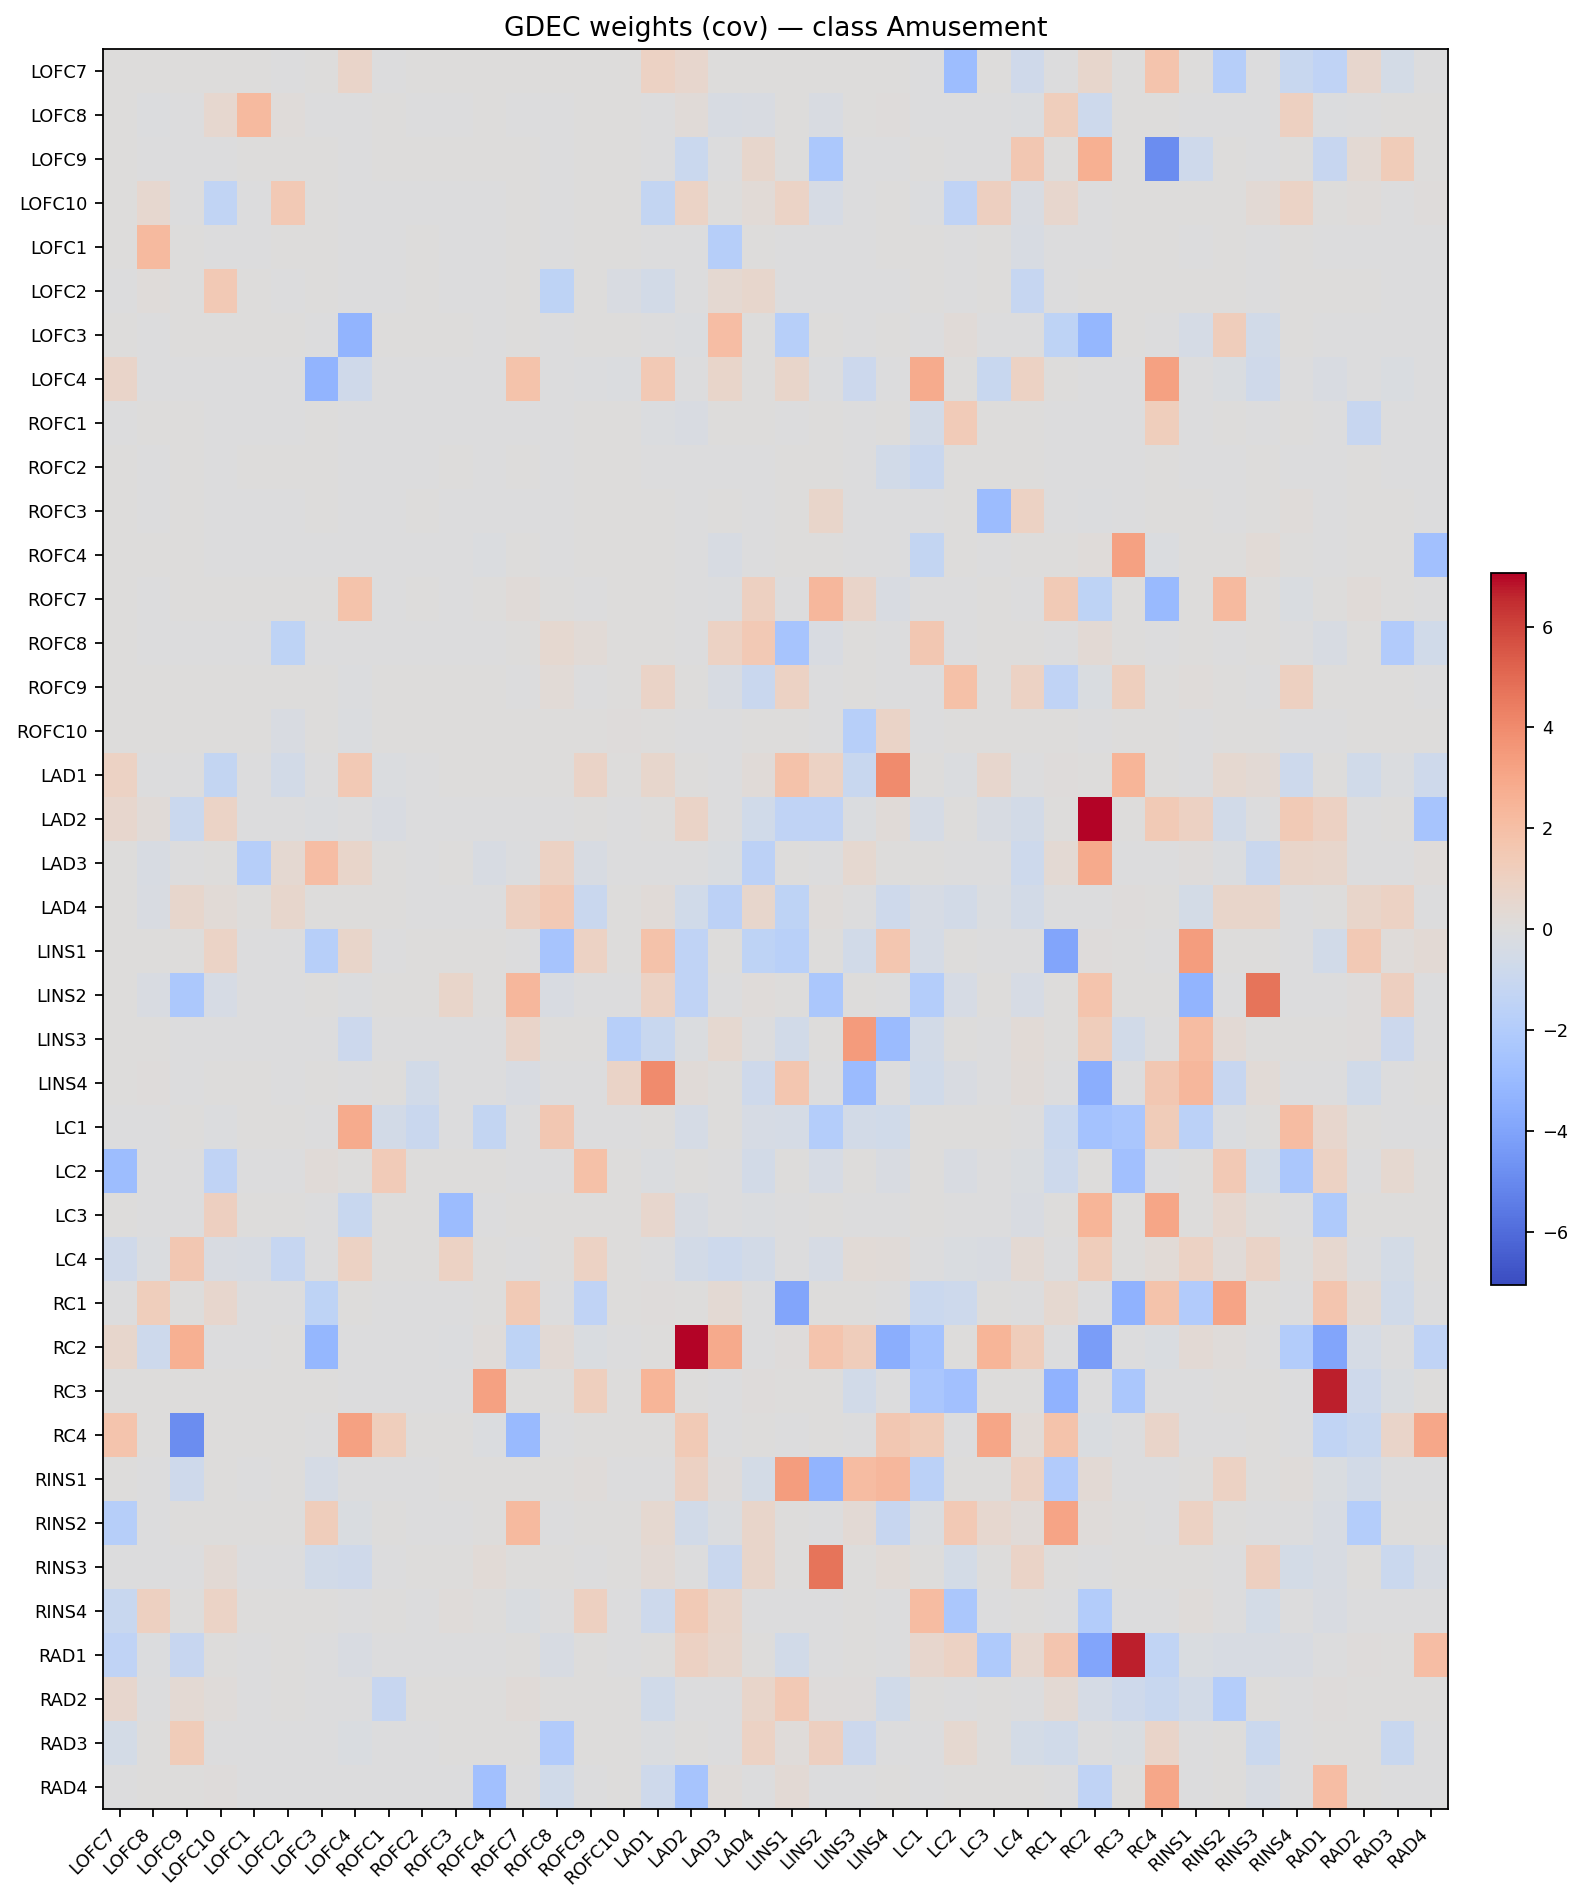 GDEC weights (cov) — class Amusement
LOFC7
LOFC8
LOFC9
LOFC10
LOFC1
LOFC2
LOFC3
LOFC4
ROFC1
ROFC2
ROFC3
ROFC4
ROFC7
ROFC8
ROFC9
ROFC10
LAD1
LAD2
LAD3
LAD4
LINS1
LINS2
LINS3
LINS4
LC1
LC2
LC3
LC4
RC1
RC2
RC3
RC4
RINS1
RINS2
RINS3
RINS4
RAD1
RAD2
RAD3
RAD4
LOFC7
LOFC8
LOFC9
LOFC10
LOFC1
LOFC2
LOFC3
LOFC4
ROFC1
ROFC2
ROFC3
ROFC4
ROFC7
ROFC8
ROFC9
ROFC10
LAD1
LAD2
LAD3
LAD4
LINS1
LINS2
LINS3
LINS4
LC1
LC2
LC3
LC4
RC1
RC2
RC3
RC4
RINS1
RINS2
RINS3
RINS4
RAD1
RAD2
RAD3
RAD4
6
4
2
0
−2
−4
−6